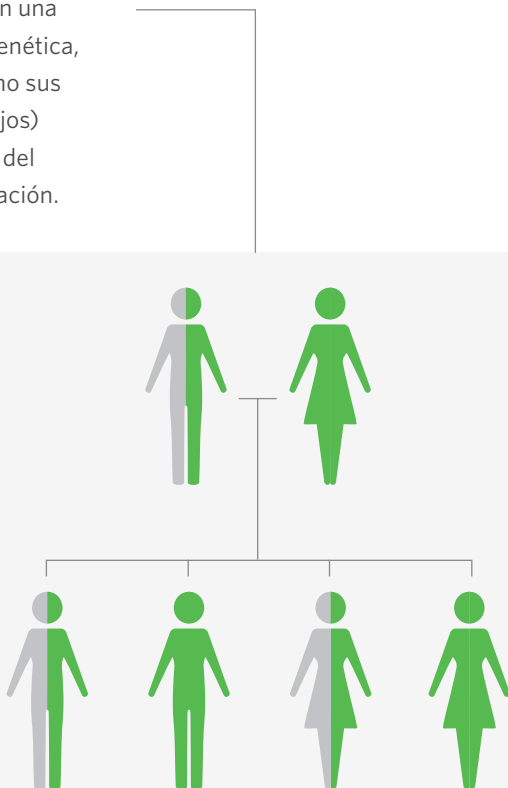 n una
enética,
no sus
jos)
del
ación.